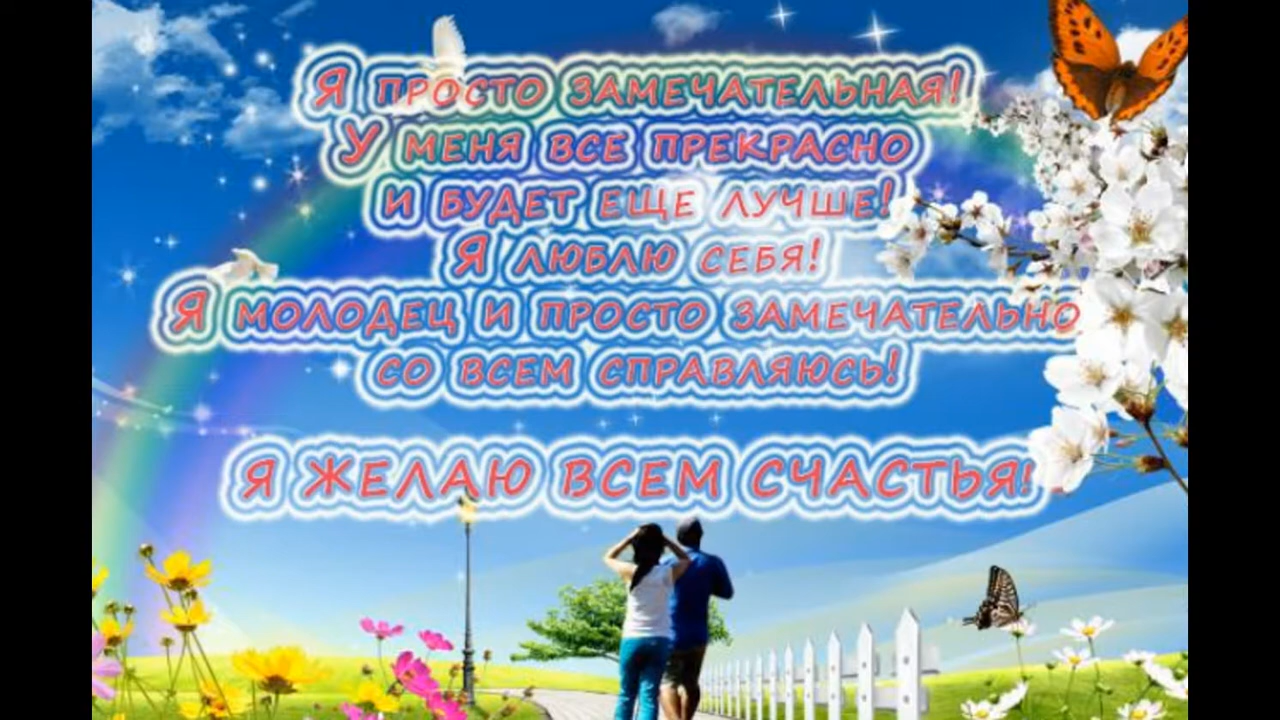 Я ПРОСТО ЗАМЕЧАТЕЛЬНАЯ!
У МЕНЯ ВСЕ ПРЕКРАСНО
И БУДЕТ ЕЩЕ ЛУЧШЕ!
Я ЛЮБЛЮ СЕБЯ!
Я МОЛОДЕЦ И ПРОСТО ЗАМЕЧАТЕЛЬНО
СО ВСЕМ СПРАВЛЯЮСЬ!
Я ЖЕЛАЮ ВСЕМ СЧАСТЬЯ!